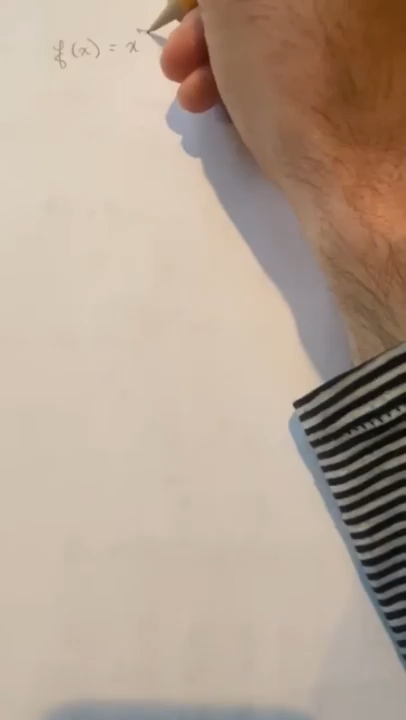 f(x) = x